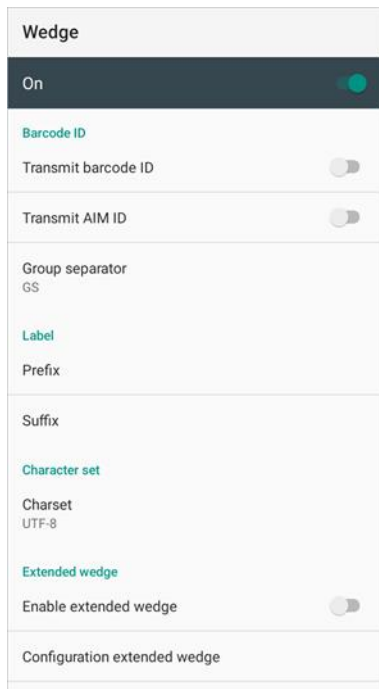 Wedge
On
Barcode ID
Transmit barcode ID
Transmit AIM ID
Group separator
GS
Label
Prefix
Suffix
Character set
Charset
UTF-8
Extended wedge
Enable extended wedge
Configuration extended wedge